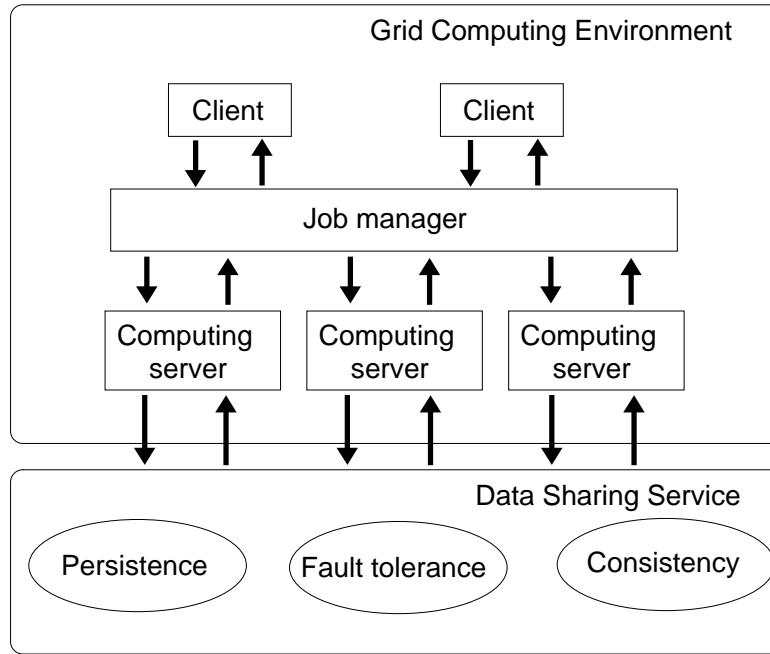 Grid Computing Environment
Client
Client
Job manager
Computing
server
Computing
server
Computing
server
Data Sharing Service
Persistence
Fault tolerance
Consistency